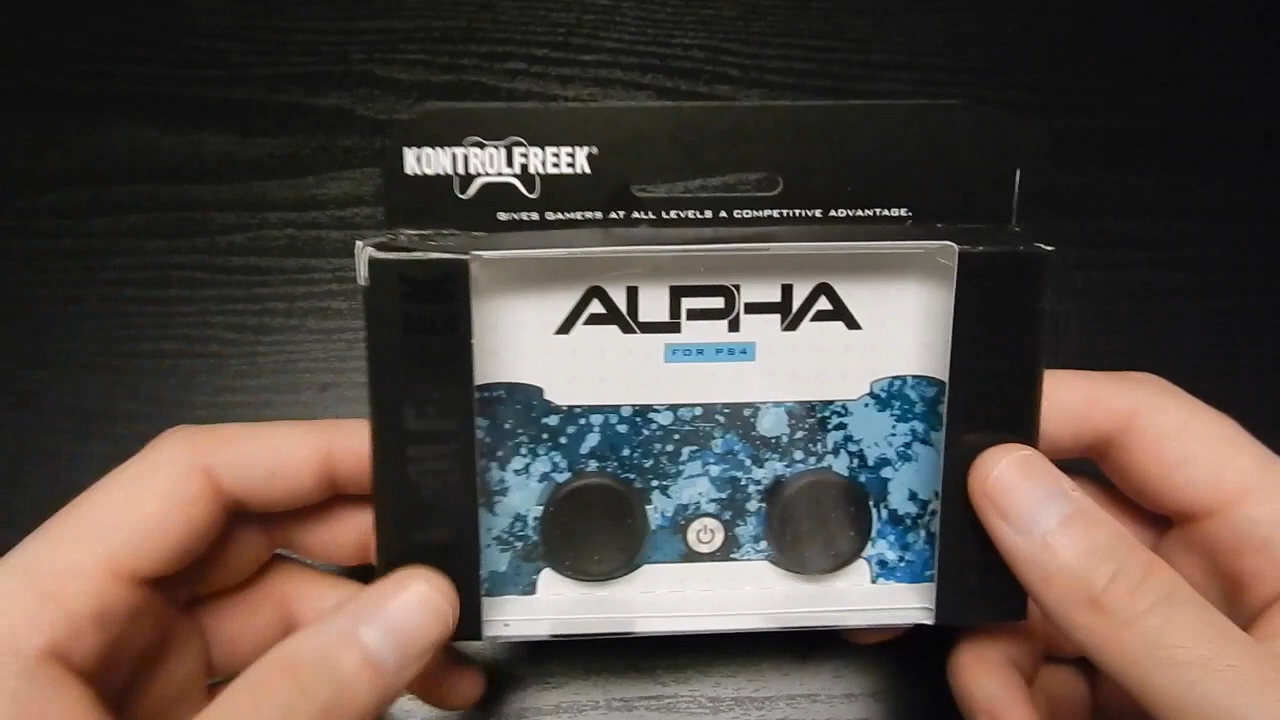 KONTROLFREEK®
GIVES GAMERS AT ALL LEVELS A COMPETITIVE ADVANTAGE.
ALPHA
FOR PS4